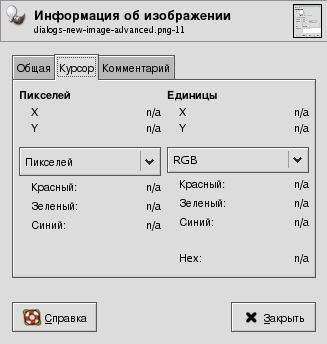 Информация об изображении
dialogs-new-image-advanced.png-11
Общая Курсор Комментарий
Пикселей Единицы
X n/a X n/a
Y n/a Y n/a
Пикселей RGB
Красный: n/a Красный: n/a
Зеленый: n/a Зеленый: n/a
Синий: n/a Синий: n/a
Hex: n/a
Справка Закрыть